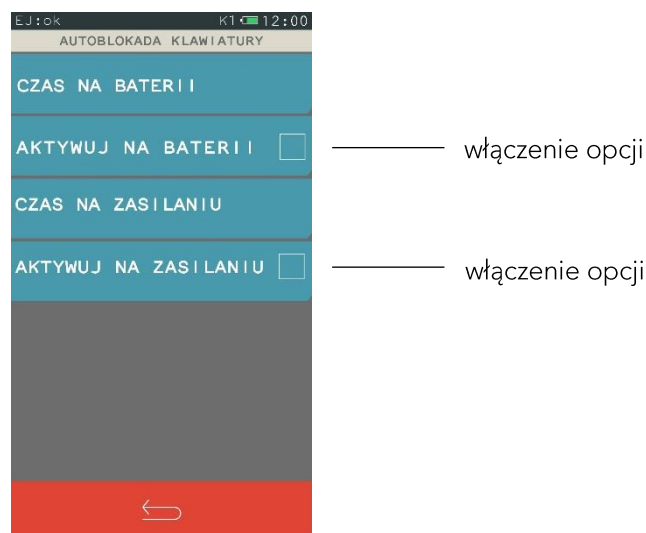 EJ:ok K1 12:00
AUTOBLOKADA KLAWIATURY
CZAS NA BATERII
AKTYWUJ NA BATERII
włączenie opcji
CZAS NA ZASILANIU
AKTYWUJ NA ZASILANIU
włączenie opcji